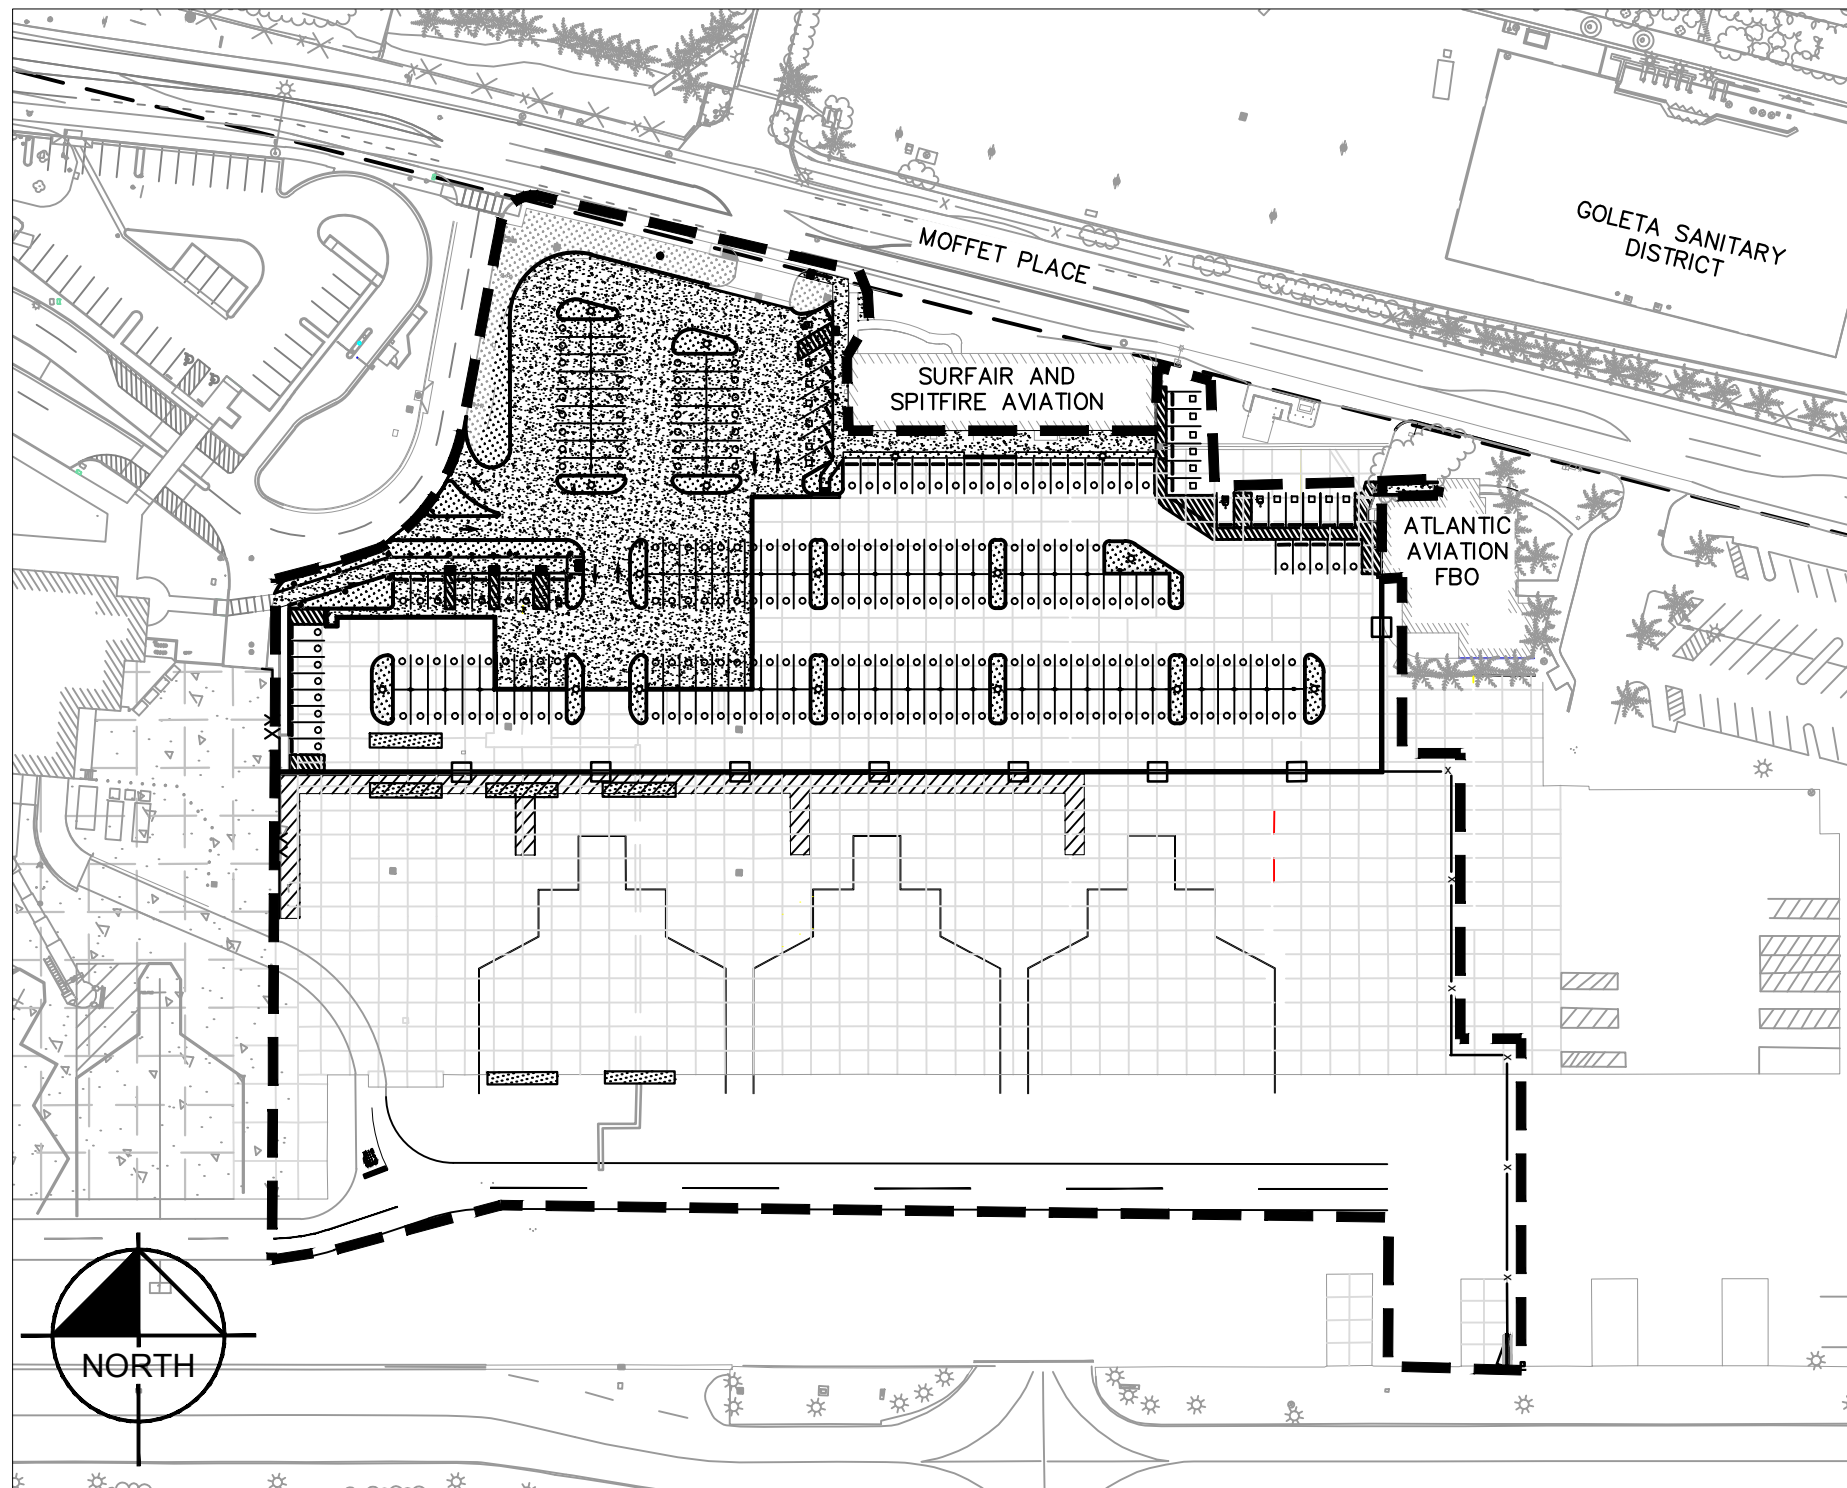 GOLETA SANITARY
DISTRICT
MOFFET PLACE
SURFAIR AND
SPITFIRE AVIATION
ATLANTIC
AVIATION
FBO
NORTH